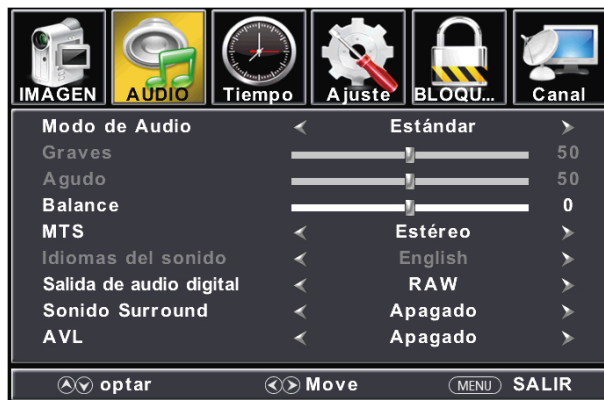 IMAGEN AUDIO Tiempo Ajuste BLOQU... Canal
Modo de Audio Estándar
Graves 50
Agudo 50
Balance 0
MTS Estéreo
Idiomas del sonido English
Salida de audio digital RAW
Sonido Surround Apagado
AVL Apagado
optar Move MENU SALIR